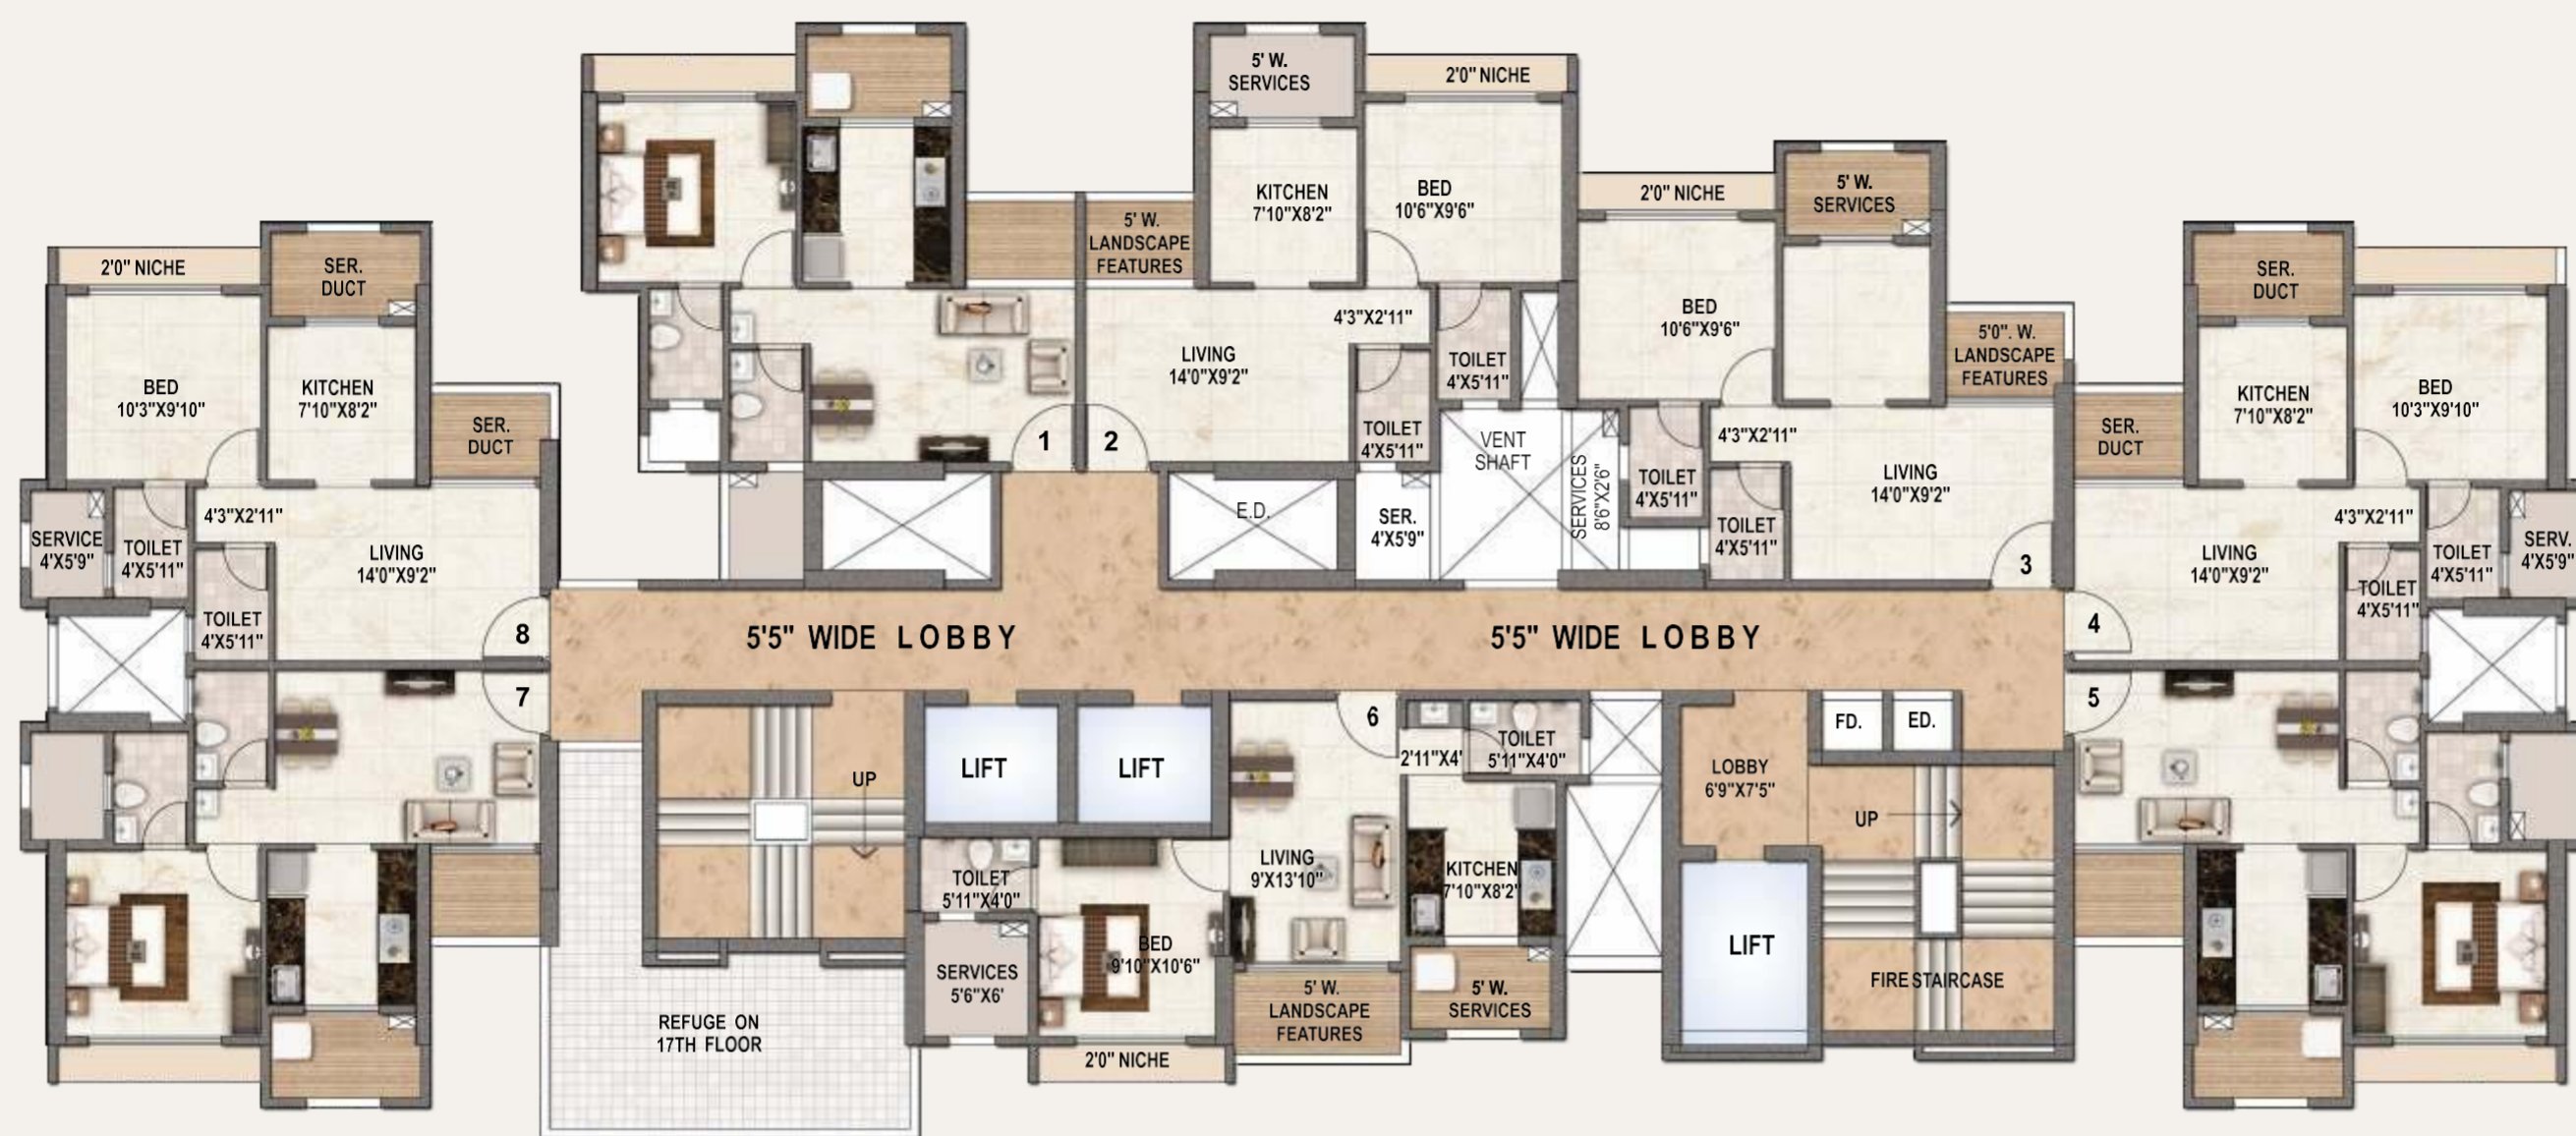 5' W.
SERVICES
2'0" NICHE
KITCHEN
7'10"X8'2"
BED
10'6"X9'6"
5' W.
LANDSCAPE
FEATURES
2'0" NICHE
5' W.
SERVICES
2'0" NICHE
SER.
DUCT
SER.
DUCT
BED
10'6"X9'6"
4'3"X2'11"
LIVING
14'0"X9'2"
TOILET
4'X5'11"
5'0". W.
LANDSCAPE
FEATURES
BED
10'3"X9'10"
KITCHEN
7'10"X8'2"
SER.
DUCT
1
2
TOILET
4'X5'11"
VENT
SHAFT
4'3"X2'11"
SER.
DUCT
KITCHEN
7'10"X8'2"
BED
10'3"X9'10"
SERVICES
8'6"X2'6"
TOILET
4'X5'11"
LIVING
14'0"X9'2"
4'3"X2'11"
SERVICE
4'X5'9"
TOILET
4'X5'11"
LIVING
14'0"X9'2"
E.D.
SER.
4'X5'9"
TOILET
4'X5'11"
3
4'3"X2'11"
LIVING
14'0"X9'2"
TOILET
4'X5'11"
SERV.
4'X5'9"
TOILET
4'X5'11"
TOILET
4'X5'11"
8
5'5" WIDE LOBBY
5'5" WIDE LOBBY
4
7
6
5
LIFT
LIFT
UP
2'11"X4'
TOILET
5'11"X4'0"
LOBBY
6'9"X7'5"
FD.
ED.
UP
TOILET
5'11"X4'0"
LIVING
9'X13'10"
KITCHEN
7'10"X8'2"
BED
9'10"X10'6"
LIFT
FIRE STAIRCASE
SERVICES
5'6"X6'
5' W.
LANDSCAPE
FEATURES
5' W.
SERVICES
REFUGE ON
17TH FLOOR
2'0" NICHE